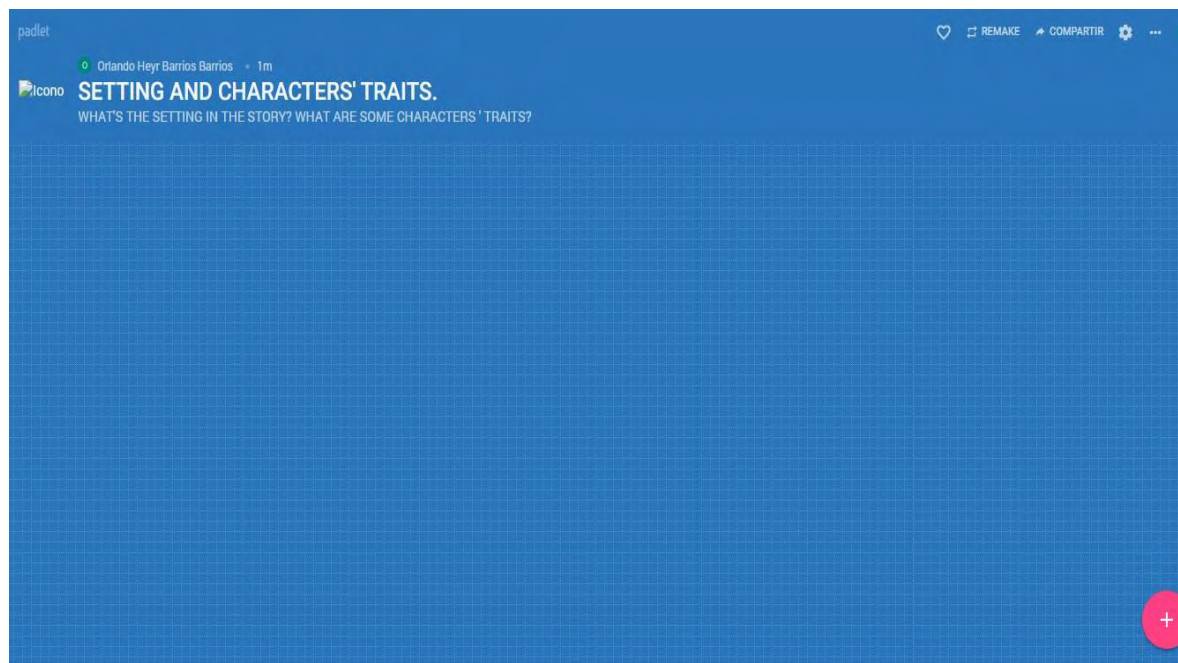 padlet
REMAKE COMPARTIR
O Orlando Heyr Barrios Barrios • 1m
Icono SETTING AND CHARACTERS' TRAITS.
WHAT'S THE SETTING IN THE STORY? WHAT ARE SOME CHARACTERS ' TRAITS?